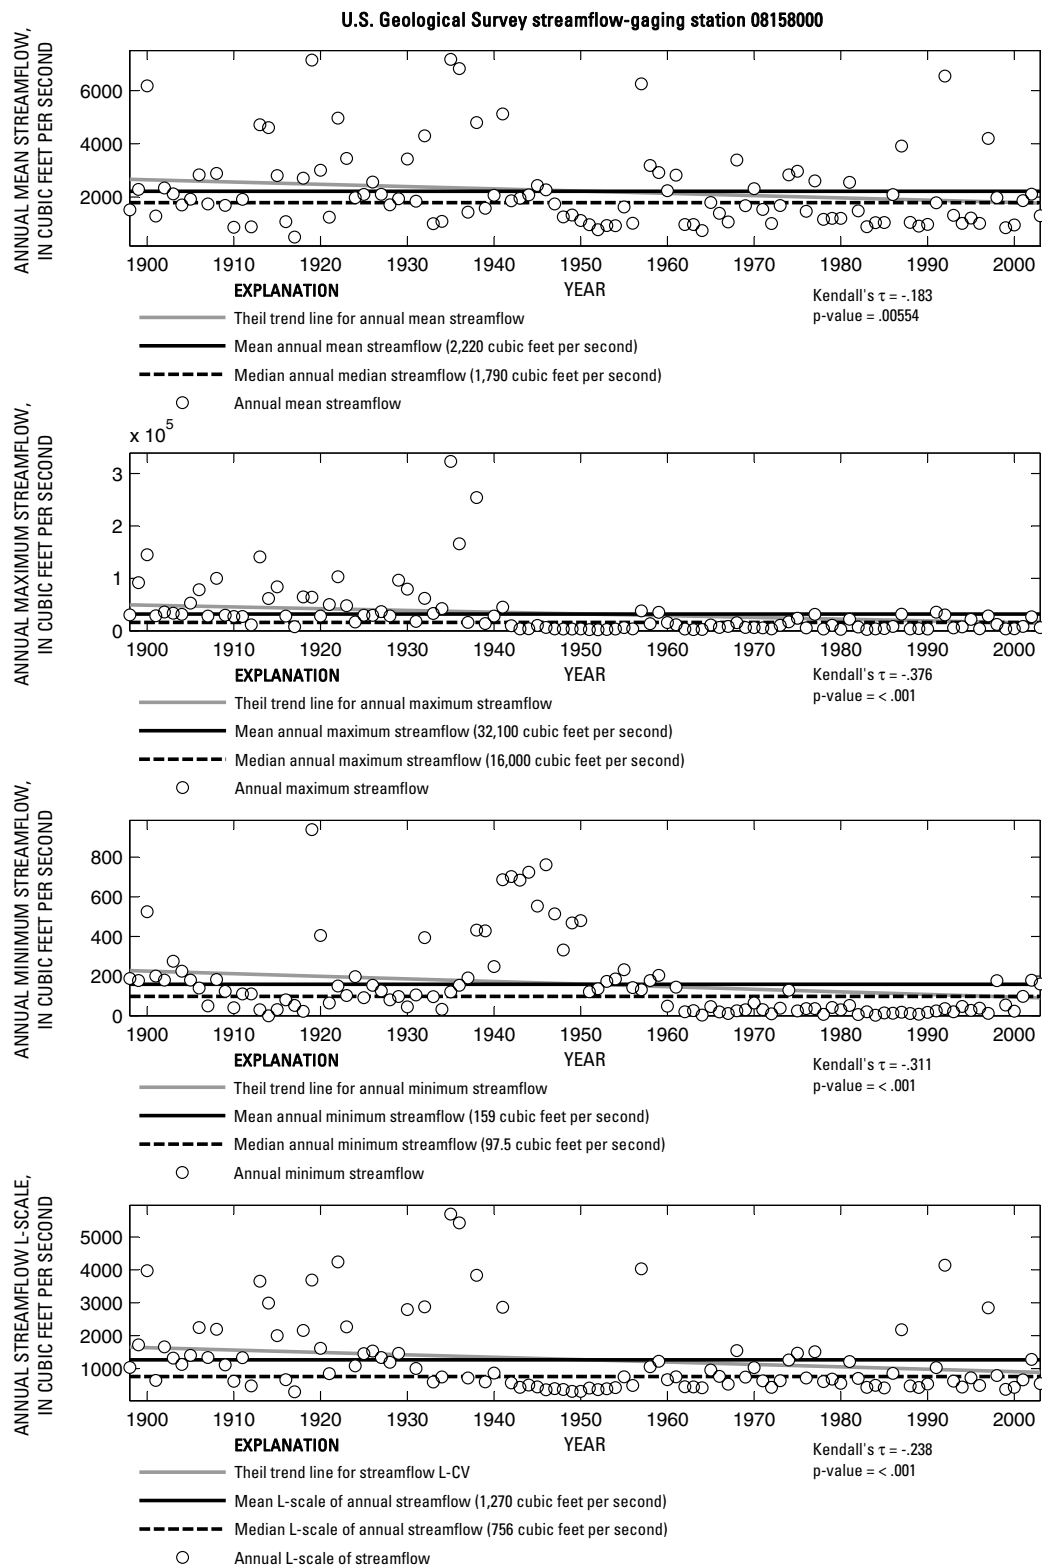 U.S. Geological Survey streamflow-gaging station 08158000
ANNUAL MEAN STREAMFLOW,
IN CUBIC FEET PER SECOND
6000
4000
2000
0
1900 1910 1920 1930 1940 1950 1960 1970 1980 1990 2000
YEAR
EXPLANATION
Theil trend line for annual mean streamflow
Mean annual mean streamflow (2,220 cubic feet per second)
Median annual median streamflow (1,790 cubic feet per second)
Annual mean streamflow
Kendall's τ = -.183
p-value = .00554
ANNUAL MAXIMUM STREAMFLOW,
IN CUBIC FEET PER SECOND
x 10⁵
3
2
1
0
1900 1910 1920 1930 1940 1950 1960 1970 1980 1990 2000
YEAR
EXPLANATION
Theil trend line for annual maximum streamflow
Mean annual maximum streamflow (32,100 cubic feet per second)
Median annual maximum streamflow (16,000 cubic feet per second)
Annual maximum streamflow
Kendall's τ = -.376
p-value = < .001
ANNUAL MINIMUM STREAMFLOW,
IN CUBIC FEET PER SECOND
800
600
400
200
0
1900 1910 1920 1930 1940 1950 1960 1970 1980 1990 2000
YEAR
EXPLANATION
Theil trend line for annual minimum streamflow
Mean annual minimum streamflow (159 cubic feet per second)
Median annual minimum streamflow (97.5 cubic feet per second)
Annual minimum streamflow
Kendall's τ = -.311
p-value = < .001
ANNUAL STREAMFLOW L-SCALE,
IN CUBIC FEET PER SECOND
5000
4000
3000
2000
1000
1900 1910 1920 1930 1940 1950 1960 1970 1980 1990 2000
YEAR
EXPLANATION
Theil trend line for streamflow L-CV
Mean L-scale of annual streamflow (1,270 cubic feet per second)
Median L-scale of annual streamflow (756 cubic feet per second)
Annual L-scale of streamflow
Kendall's τ = -.238
p-value = < .001